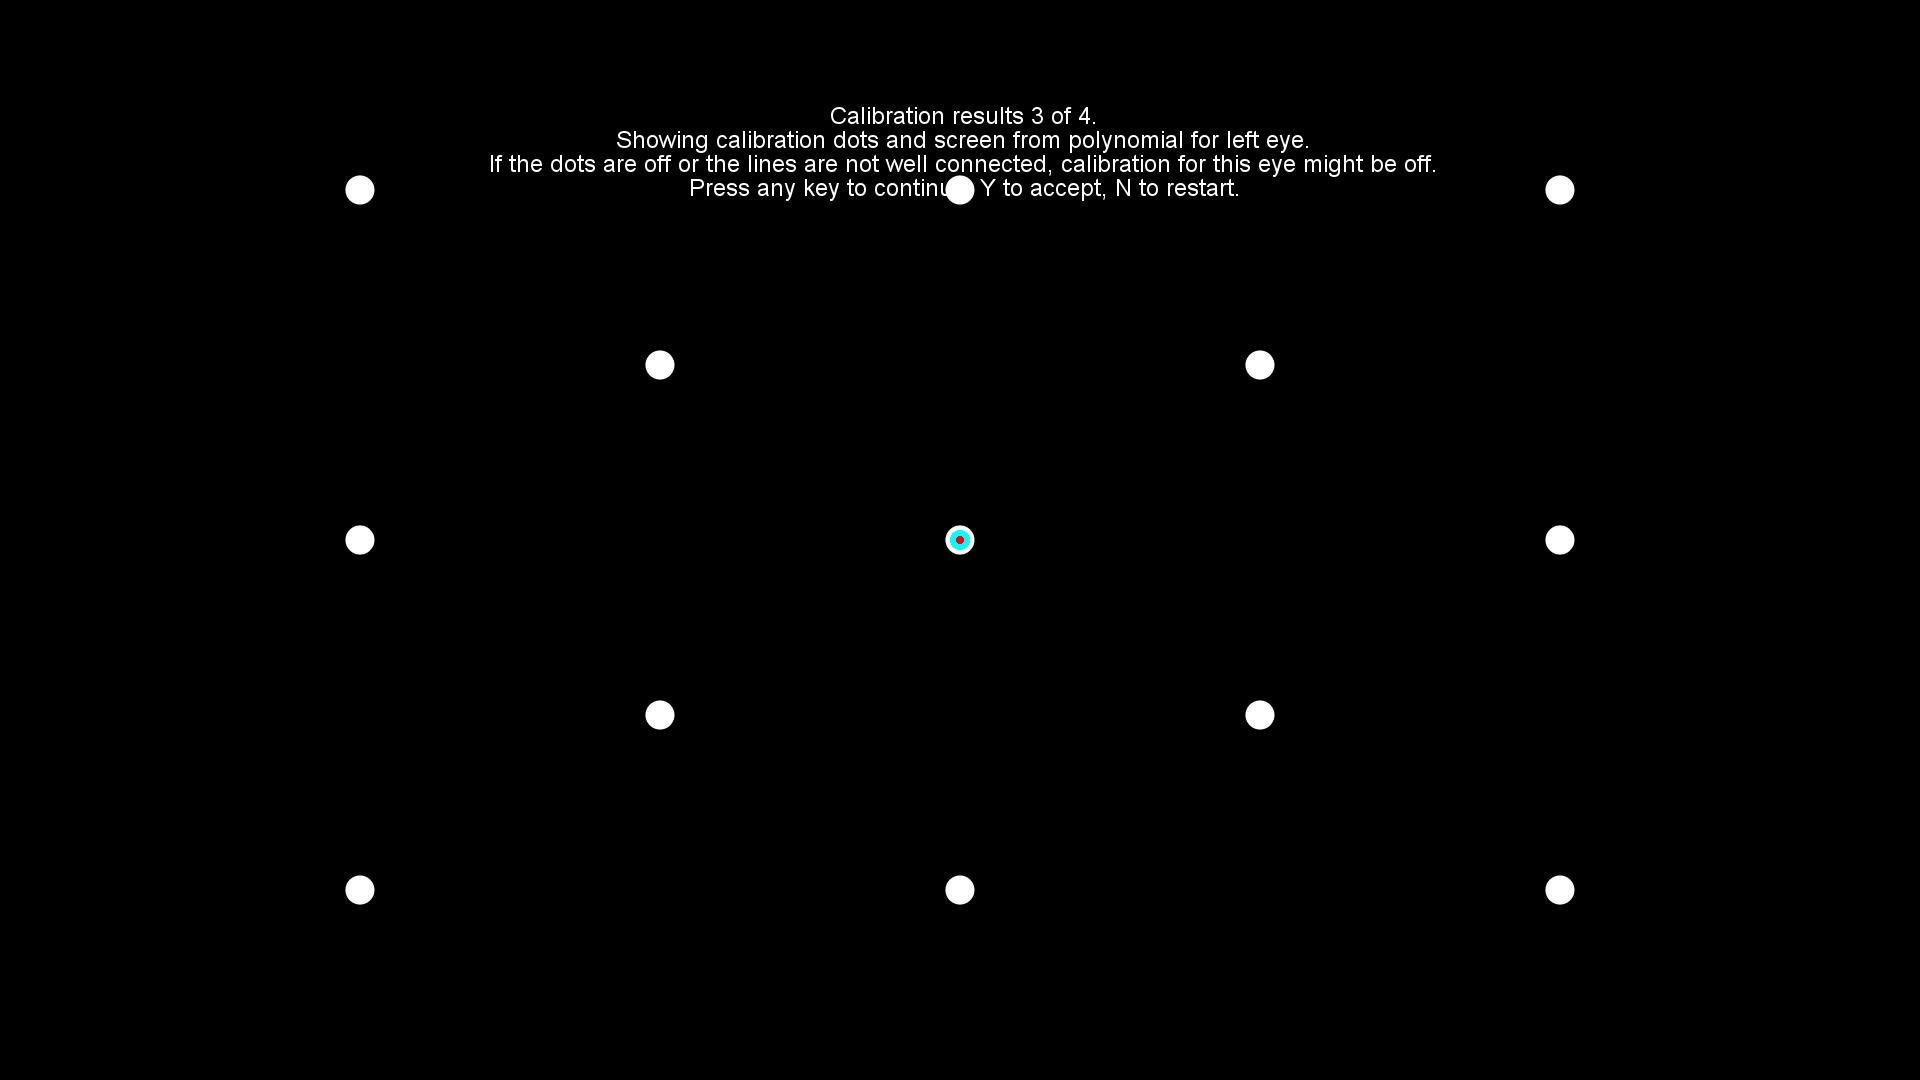 Calibration results 3 of 4.
Showing calibration dots and screen from polynomial for left eye.
If the dots are off or the lines are not well connected, calibration for this eye might be off.
Press any key to continu Y to accept, N to restart.